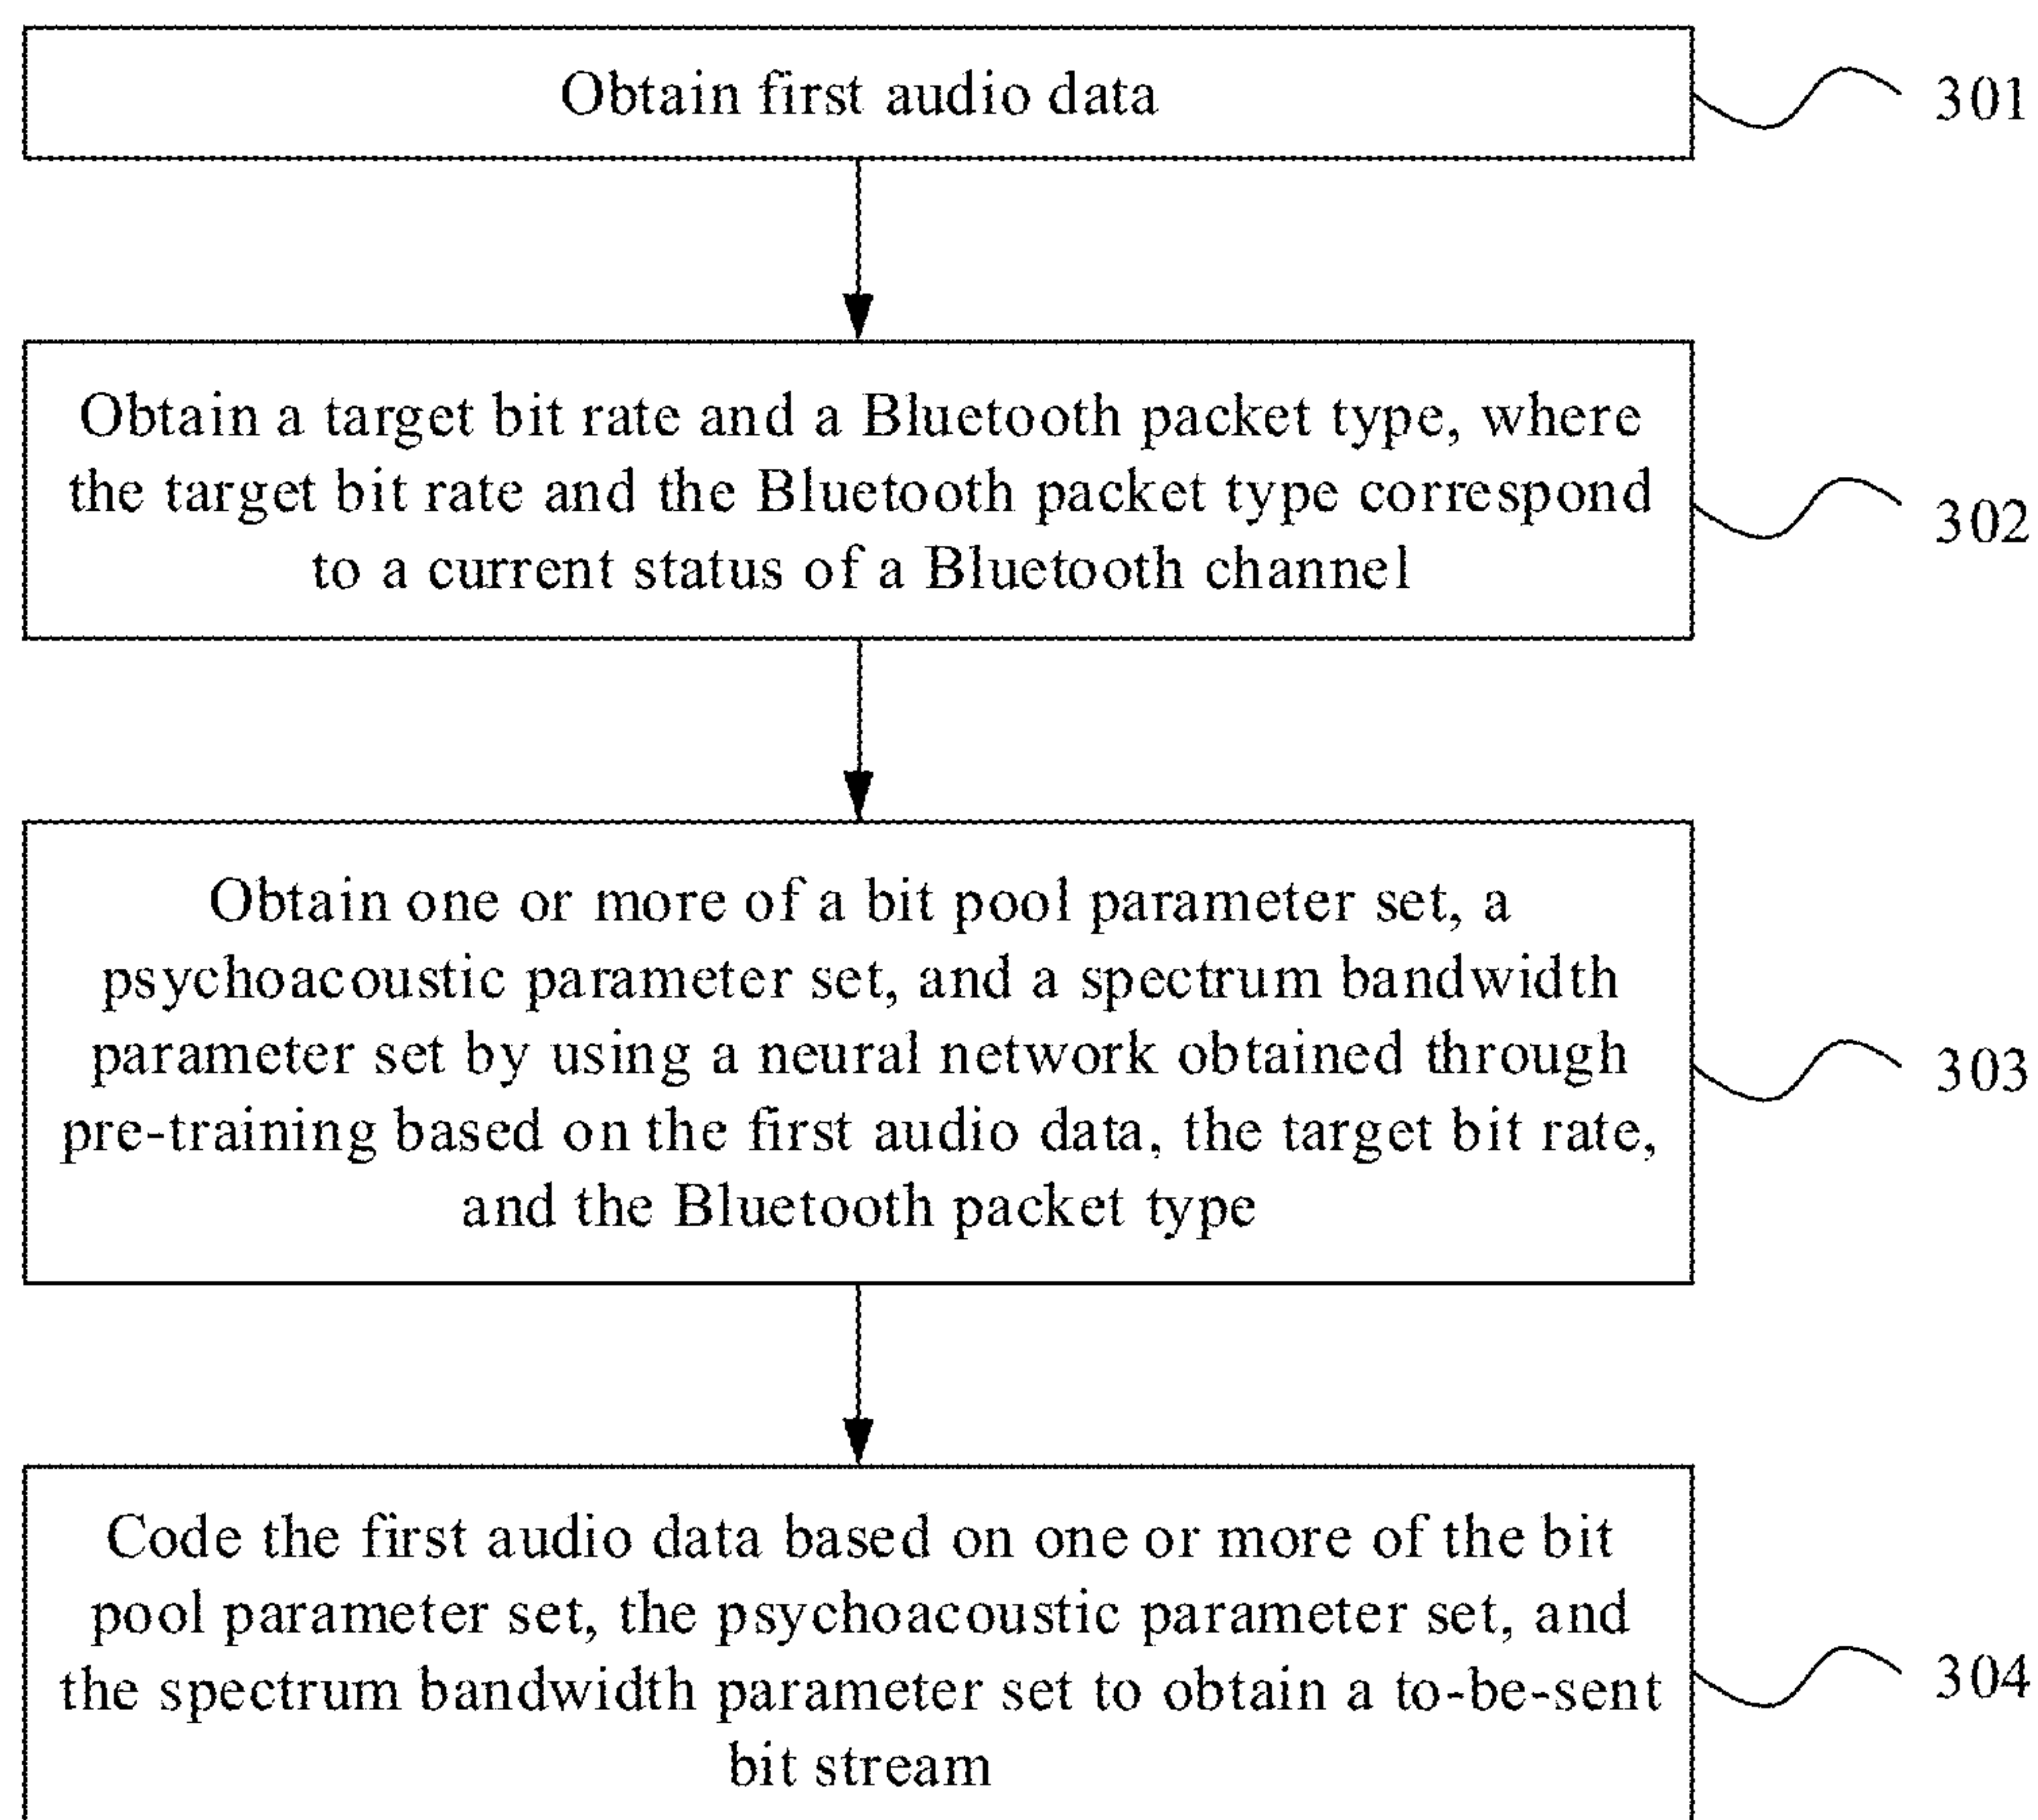 Obtain first audio data
301
Obtain a target bit rate and a Bluetooth packet type, where
the target bit rate and the Bluetooth packet type correspond
to a current status of a Bluetooth channel
302
Obtain one or more of a bit pool parameter set, a
psychoacoustic parameter set, and a spectrum bandwidth
parameter set by using a neural network obtained through
pre-training based on the first audio data, the target bit rate,
and the Bluetooth packet type
303
Code the first audio data based on one or more of the bit
pool parameter set, the psychoacoustic parameter set, and
the spectrum bandwidth parameter set to obtain a to-be-sent
bit stream
304